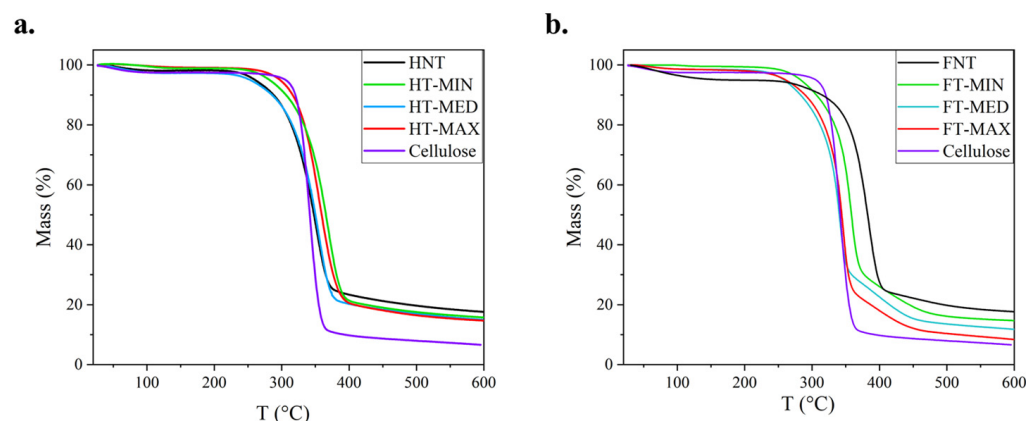 a.
100
80
60
40
20
0
Mass (%)
HNT
HT-MIN
HT-MED
HT-MAX
Cellulose
100 200 300 400 500 600
T (°C)
b.
100
80
60
40
20
0
Mass (%)
FNT
FT-MIN
FT-MED
FT-MAX
Cellulose
100 200 300 400 500 600
T (°C)